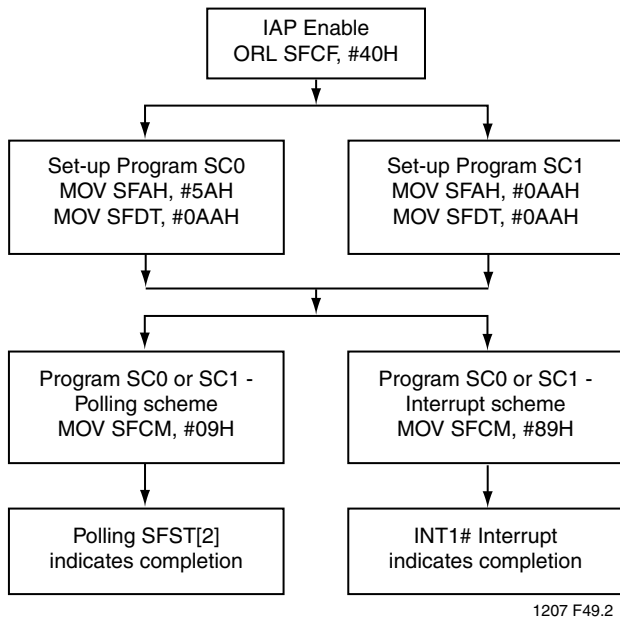 IAP Enable
ORL SFCF, #40H
Set-up Program SC0
MOV SFAH, #5AH
MOV SFDT, #0AAH
Set-up Program SC1
MOV SFAH, #0AAH
MOV SFDT, #0AAH
Program SC0 or SC1 -
Polling scheme
MOV SFCM, #09H
Program SC0 or SC1 -
Interrupt scheme
MOV SFCM, #89H
Polling SFST[2]
indicates completion
INT1# Interrupt
indicates completion
1207 F49.2